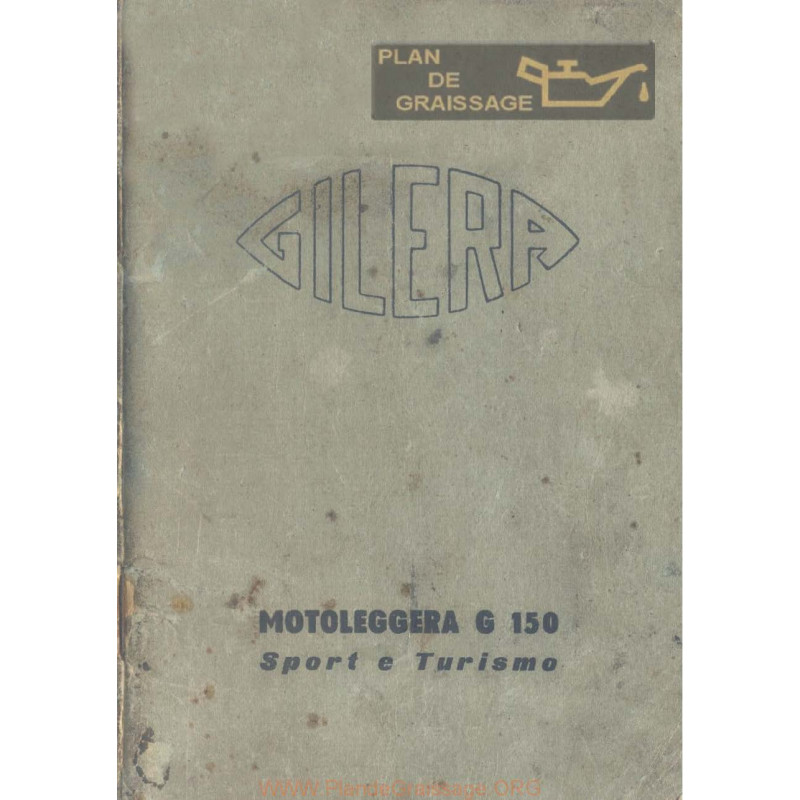 PLAN
DE
GRAISSAGE
GILERA
MOTOLEGGERA G 150
Sport e Turismo
WWW.PlandeGraissage.ORG